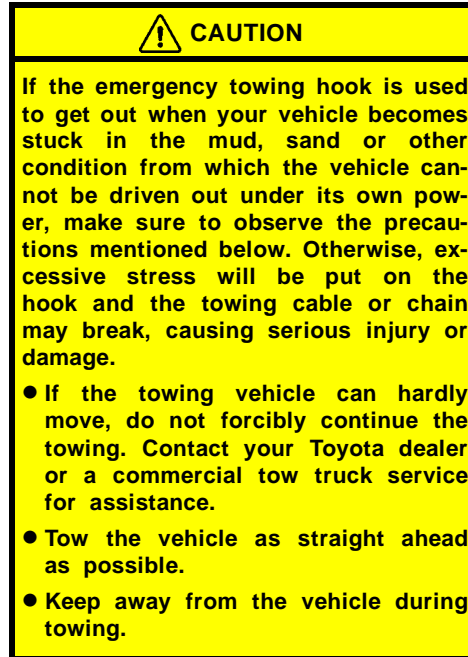 CAUTION
If the emergency towing hook is used
to get out when your vehicle becomes
stuck in the mud, sand or other
condition from which the vehicle can-
not be driven out under its own pow-
er, make sure to observe the precau-
tions mentioned below. Otherwise, ex-
cessive stress will be put on the
hook and the towing cable or chain
may break, causing serious injury or
damage.
● If the towing vehicle can hardly
move, do not forcibly continue the
towing. Contact your Toyota dealer
or a commercial tow truck service
for assistance.
● Tow the vehicle as straight ahead
as possible.
● Keep away from the vehicle during
towing.